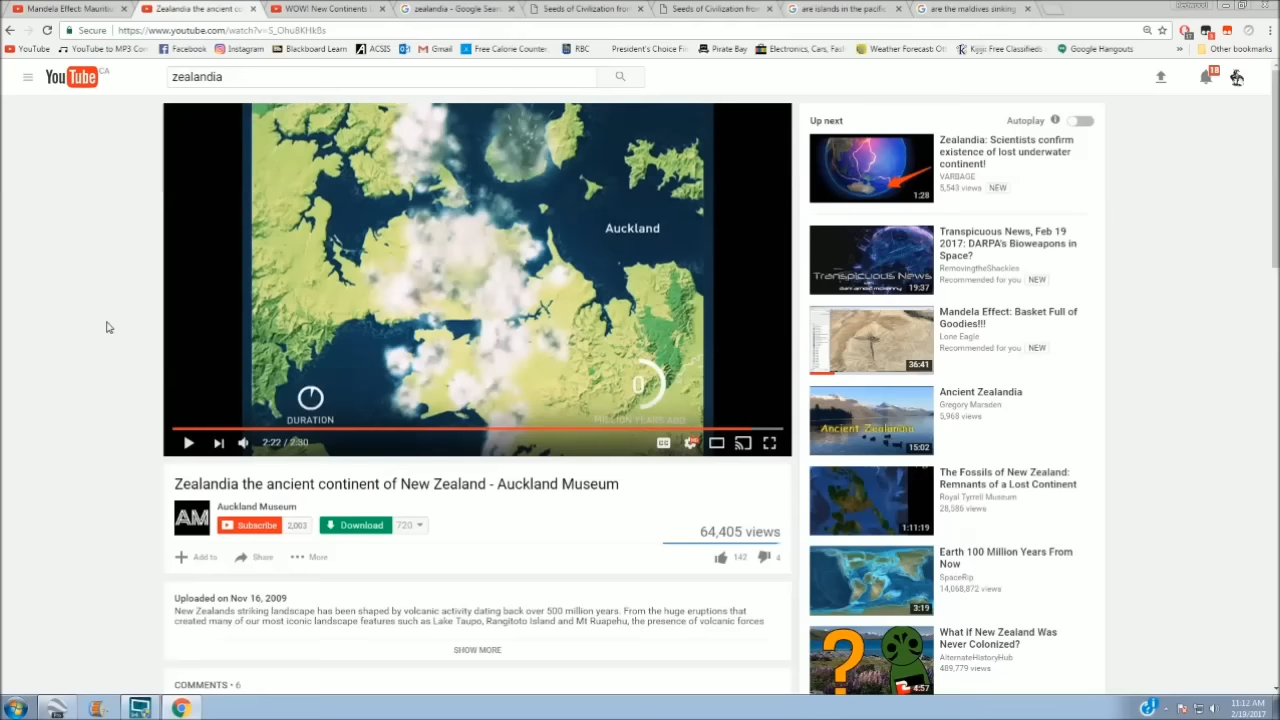 Mandela Effect: Mauriti
Zealandia the ancient co
WOW! New Continents
zealandia - Google Sear
Seeds of Civilization from
Seeds of Civilization from
are islands in the pacific
are the maldives sinking
Secure
https://www.youtube.com/watch?v=S_Ohu8KHkBs
YouTube
YouTube to MP3 Com
Facebook
Instagram
Blackboard Learn
ACSIS
Gmail
Free Calorie Counter
RBC
President's Choice Fi
Pirate Bay
Electronics, Cars, Fash
Weather Forecast Ot
Kijiji: Free Classifieds
Google Hangouts
»
Other bookmarks
YouTube CA
zealandia
18
Auckland
0
DURATION
MILLION YEARS AGO
2:22 / 2:30
CC
HD
Zealandia the ancient continent of New Zealand - Auckland Museum
AM
Auckland Museum
Subscribe
2,003
Download
720
64,405 views
Add to
Share
More
142
4
Uploaded on Nov 16, 2009
New Zealands striking landscape has been shaped by volcanic activity dating back over 500 million years. From the huge eruptions that
created many of our most iconic landscape features such as Lake Taupo, Rangitoto Island and Mt Ruapehu, the presence of volcanic forces
SHOW MORE
COMMENTS • 6
Up next
Autoplay
1:28
Zealandia: Scientists confirm
existence of lost underwater
continent!
VARBAGE
5,543 views
NEW
Transpicuous News
19:37
Transpicuous News, Feb 19
2017: DARPA's Bioweapons in
Space?
RemovingtheShackles
Recommended for you
NEW
36:41
Mandela Effect: Basket Full of
Goodies!!!
Lone Eagle
Recommended for you
NEW
Ancient Zealandia
15:02
Ancient Zealandia
Gregory Marsden
5,968 views
1:11:19
The Fossils of New Zealand:
Remnants of a Lost Continent
Royal Tyrrell Museum
28,586 views
3:19
Earth 100 Million Years From
Now
SpaceRip
14,068,872 views
?
4:57
What if New Zealand Was
Never Colonized?
AlternateHistoryHub
489,779 views
11:12 AM
2/19/2017